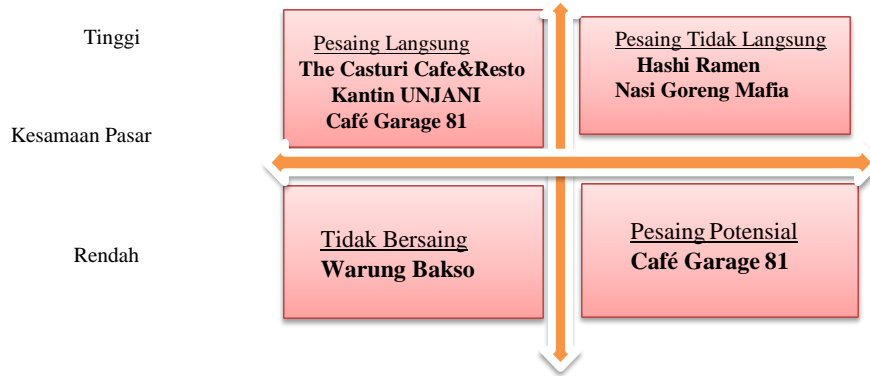 Tinggi
Pesaing Langsung
The Casturi Cafe&Resto
Kantin UNJANI
Café Garage 81
Pesaing Tidak Langsung
Hashi Ramen
Nasi Goreng Mafia
Kesamaan Pasar
Rendah
Tidak Bersaing
Warung Bakso
Pesaing Potensial
Café Garage 81